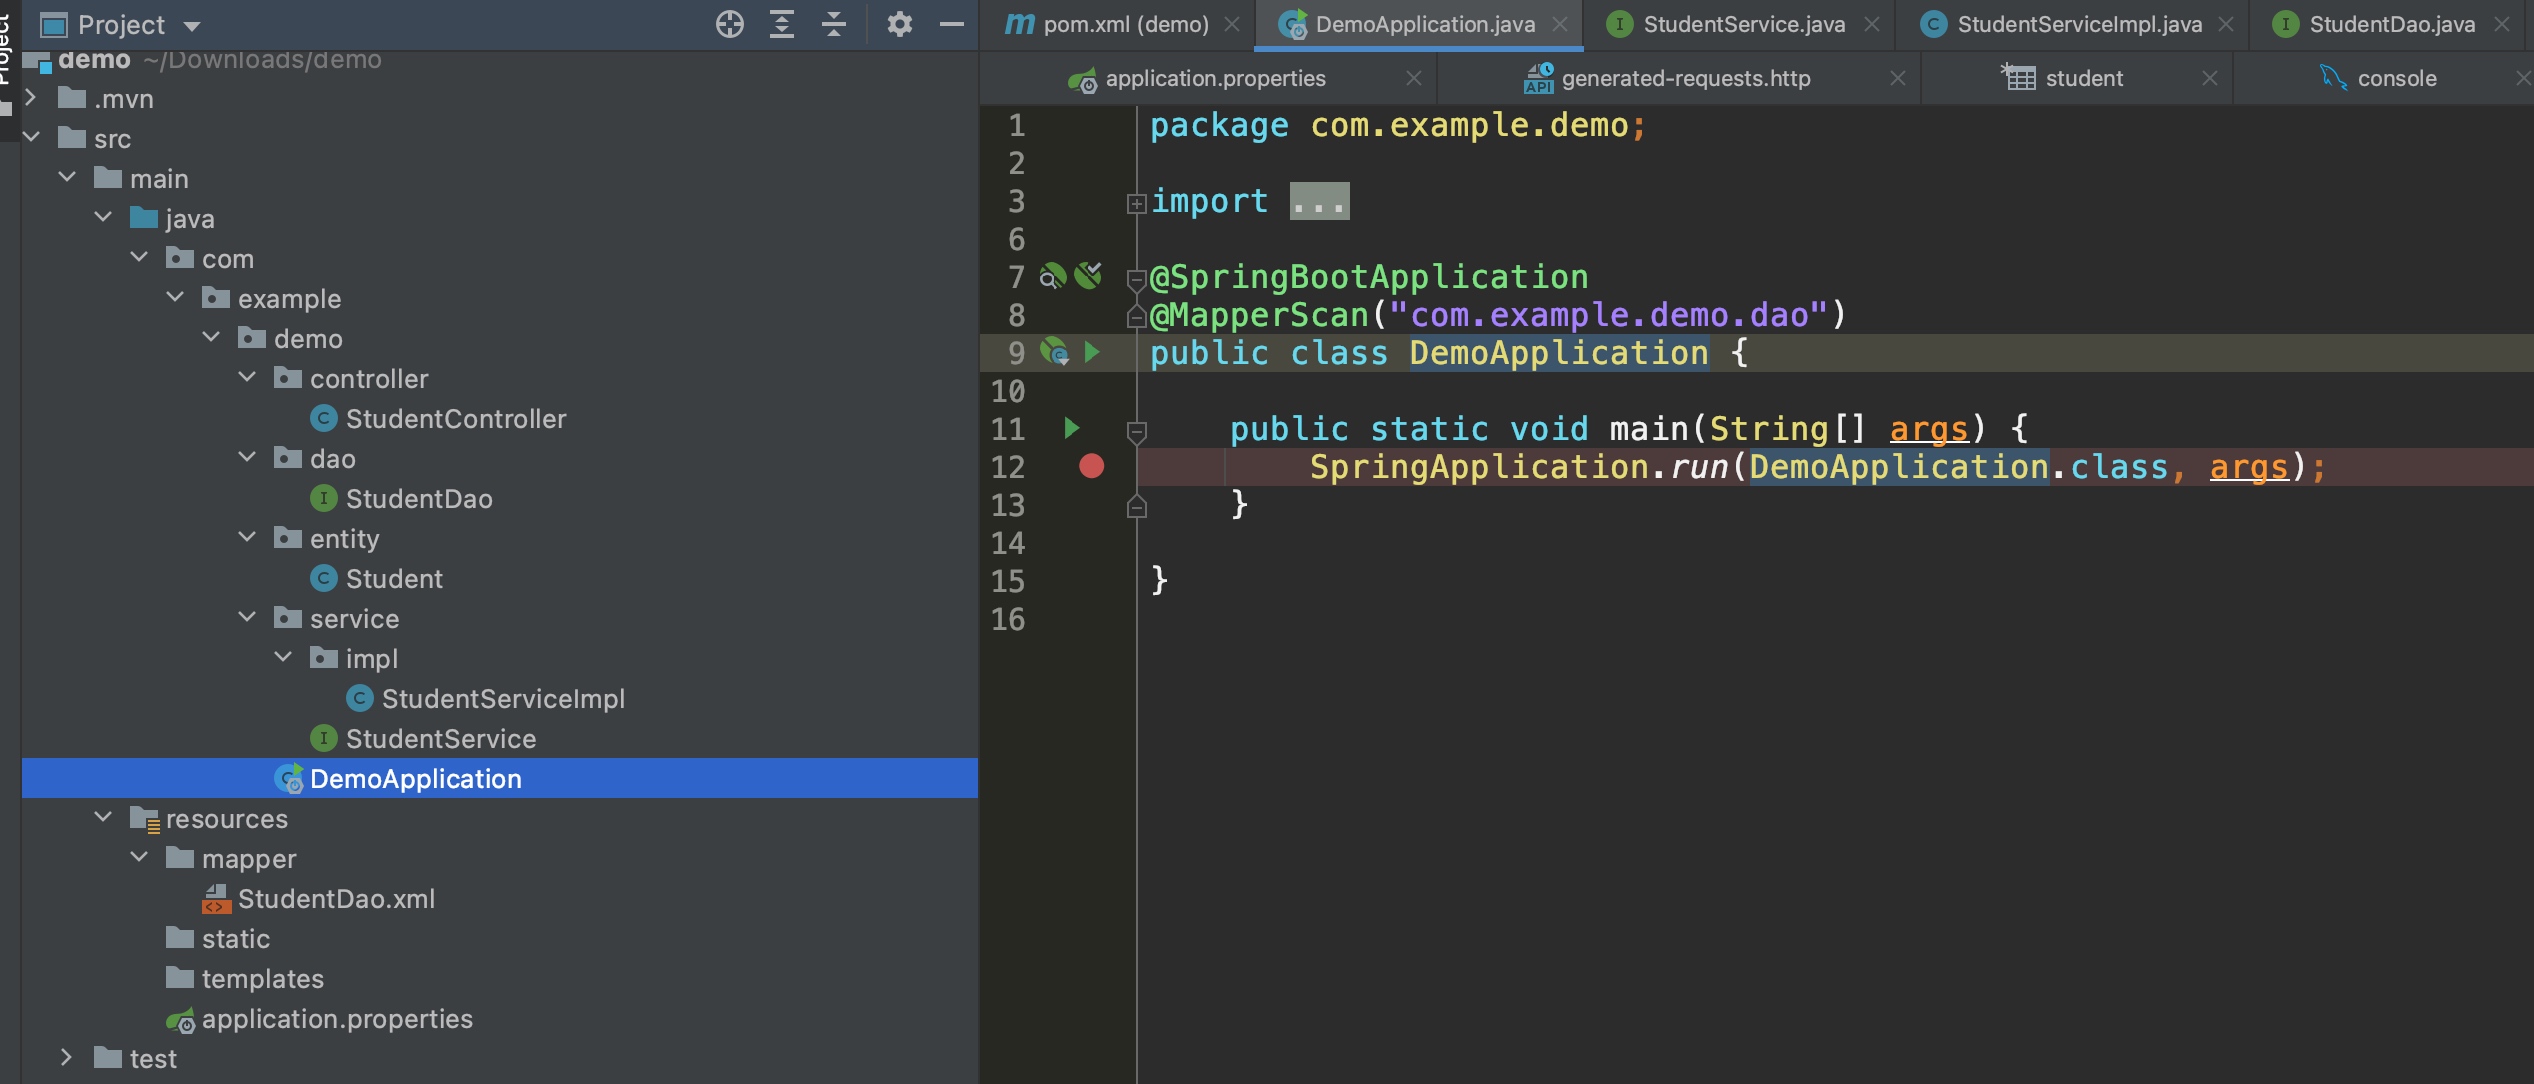 Project
Project
demo ~/Downloads/demo
.mvn
src
main
java
com
example
demo
controller
StudentController
dao
StudentDao
entity
Student
service
impl
StudentServiceImpl
StudentService
DemoApplication
resources
mapper
StudentDao.xml
static
templates
application.properties
test
pom.xml (demo)
DemoApplication.java
StudentService.java
StudentServiceImpl.java
StudentDao.java
application.properties
generated-requests.http
student
console
1 package com.example.demo;
2
3 import ...
6
7 @SpringBootApplication
8 @MapperScan("com.example.demo.dao")
9 public class DemoApplication {
10
11 public static void main(String[] args) {
12 SpringApplication.run(DemoApplication.class, args);
13 }
14
15 }
16